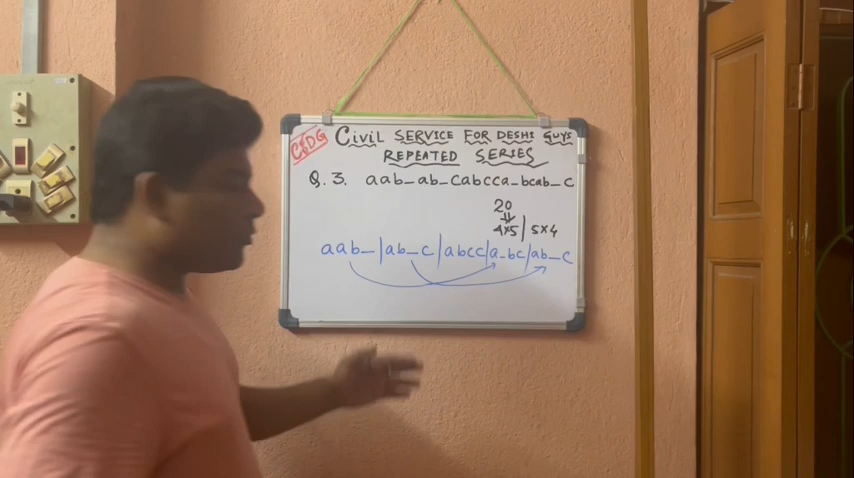 CSDG
CIVIL SERVICE FOR DESHI GUYS
REPEATED SERIES
Q. 3. aab_ab_cabcca_bcab_c
20
4x5 | 5x4
aab_|ab_c|abcc|a_bc|ab_c